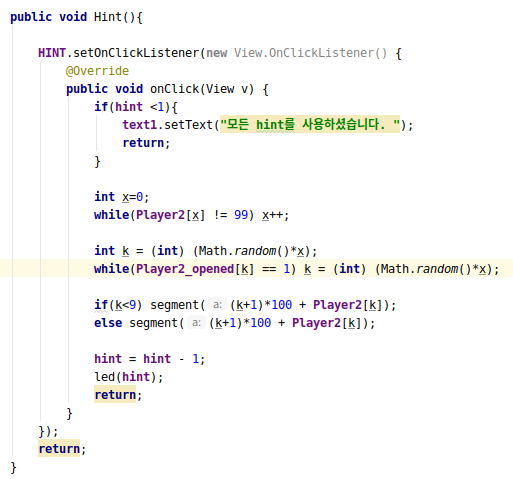 public void Hint(){
HINT.setOnClickListener(new View.OnClickListener() {
@Override
public void onClick(View v) {
if(hint <1){
text1.setText("모든 hint를 사용하셨습니다. ");
return;
}
int x=0;
while(Player2[x] != 99) x++;
int k = (int) (Math.random()*x);
while(Player2_opened[k] == 1) k = (int) (Math.random()*x);
if(k<9) segment( a: (k+1)*100 + Player2[k]);
else segment( a: (k+1)*100 + Player2[k]);
hint = hint - 1;
led(hint);
return;
}
});
return;
}